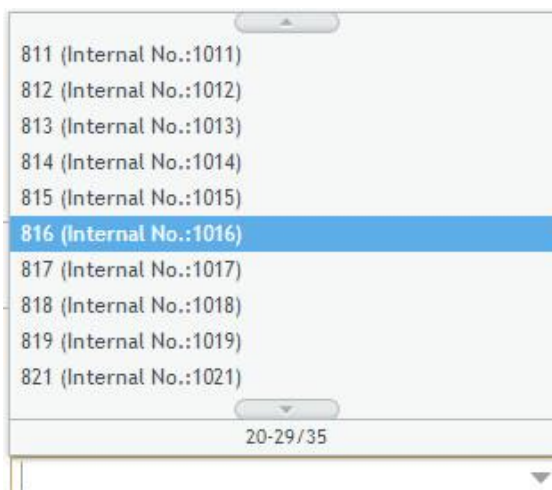 811 (Internal No.:1011)
812 (Internal No.:1012)
813 (Internal No.:1013)
814 (Internal No.:1014)
815 (Internal No.:1015)
816 (Internal No.:1016)
817 (Internal No.:1017)
818 (Internal No.:1018)
819 (Internal No.:1019)
821 (Internal No.:1021)
20-29/35